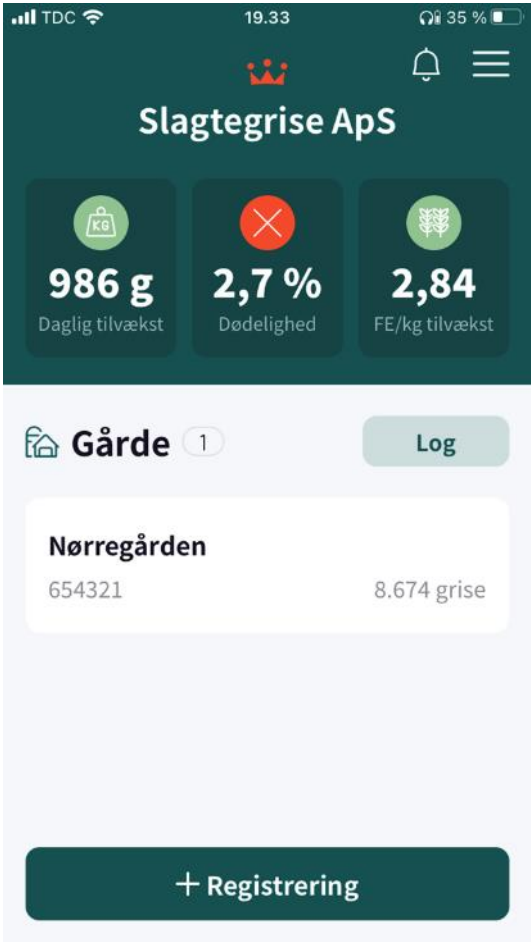 TDC 19.33 35 %
Slagtegrise ApS
KG
986 g 2,7 % 2,84
Daglig tilvækst Dødelighed FE/kg tilvækst
Gårde 1 Log
Nørregården
654321 8.674 grise
+ Registrering